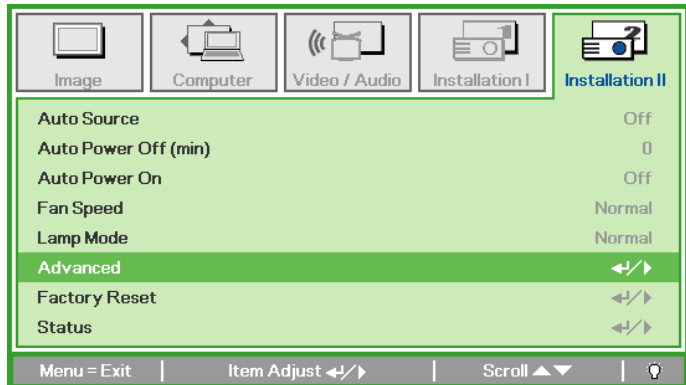 Image Computer Video / Audio Installation I Installation II
Auto Source Off
Auto Power Off (min) 0
Auto Power On Off
Fan Speed Normal
Lamp Mode Normal
Advanced ↵/▶
Factory Reset ↵/▶
Status ↵/▶
Menu = Exit | Item Adjust ↵/▶ | Scroll ▲▼ |